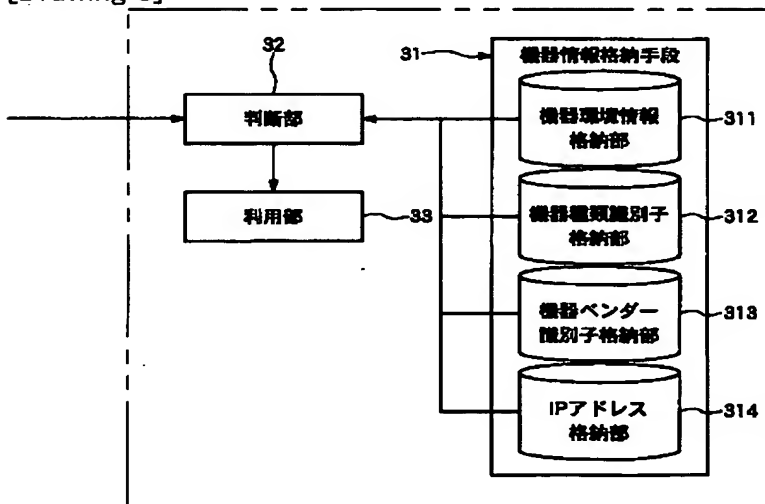 32
判断部
利用部
33
31
機器情報格納手段
機器環境情報
格納部
311
機器種類識別子
格納部
312
機器ベンダー
識別子格納部
313
IPアドレス
格納部
314